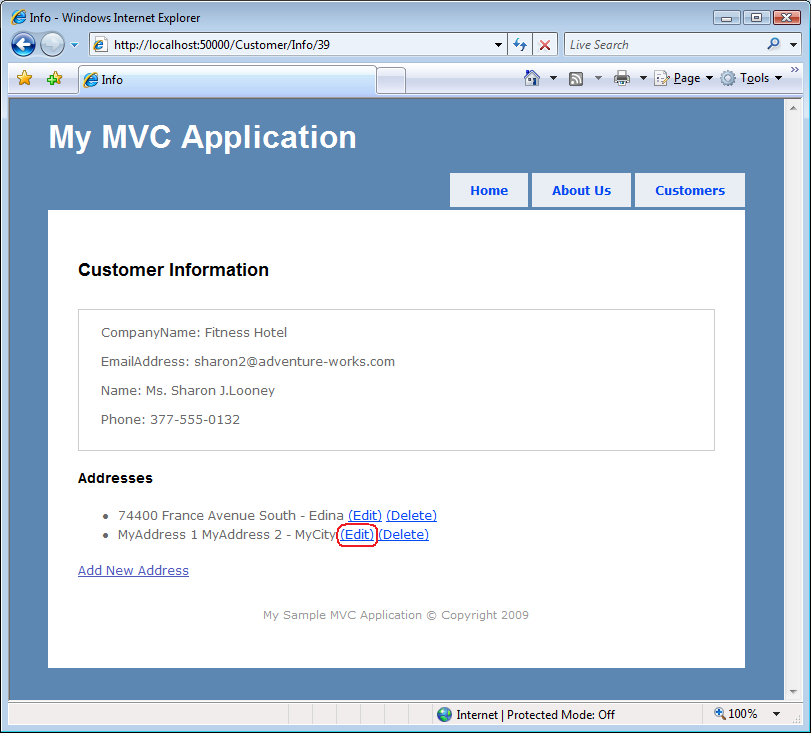 Info - Windows Internet Explorer
http://localhost:50000/Customer/Info/39
Live Search
Info
Page
Tools
My MVC Application
Home About Us Customers
Customer Information
CompanyName: Fitness Hotel
EmailAddress: sharon2@adventure-works.com
Name: Ms. Sharon J.Looney
Phone: 377-555-0132
Addresses
74400 France Avenue South - Edina (Edit) (Delete)
MyAddress 1 MyAddress 2 - MyCity (Edit) (Delete)
Add New Address
My Sample MVC Application © Copyright 2009
Internet | Protected Mode: Off
100%